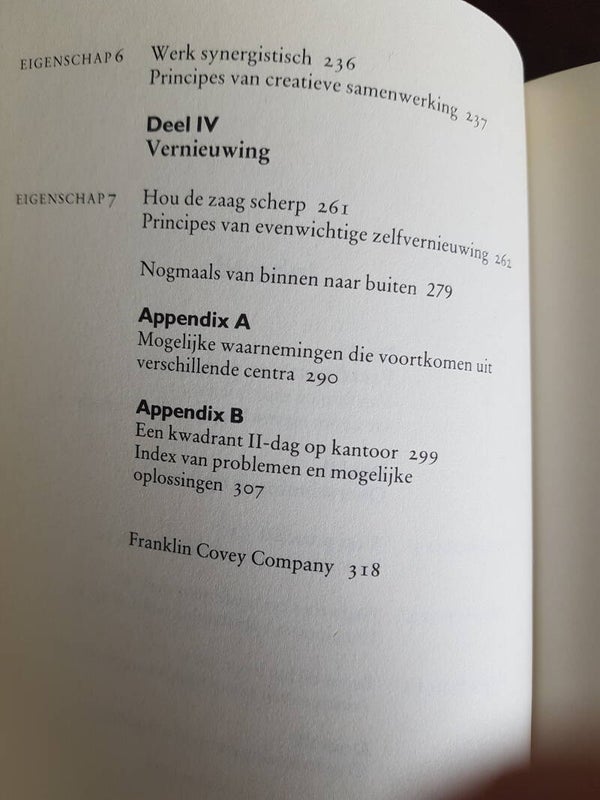 EIGENSCHAP 6 Werk synergistisch 236
Principes van creatieve samenwerking 237
Deel IV
Vernieuwing
EIGENSCHAP 7 Hou de zaag scherp 261
Principes van evenwichtige zelfvernieuwing 262
Nogmaals van binnen naar buiten 279
Appendix A
Mogelijke waarnemingen die voortkomen uit
verschillende centra 290
Appendix B
Een kwadrant II-dag op kantoor 299
Index van problemen en mogelijke
oplossingen 307
Franklin Covey Company 318